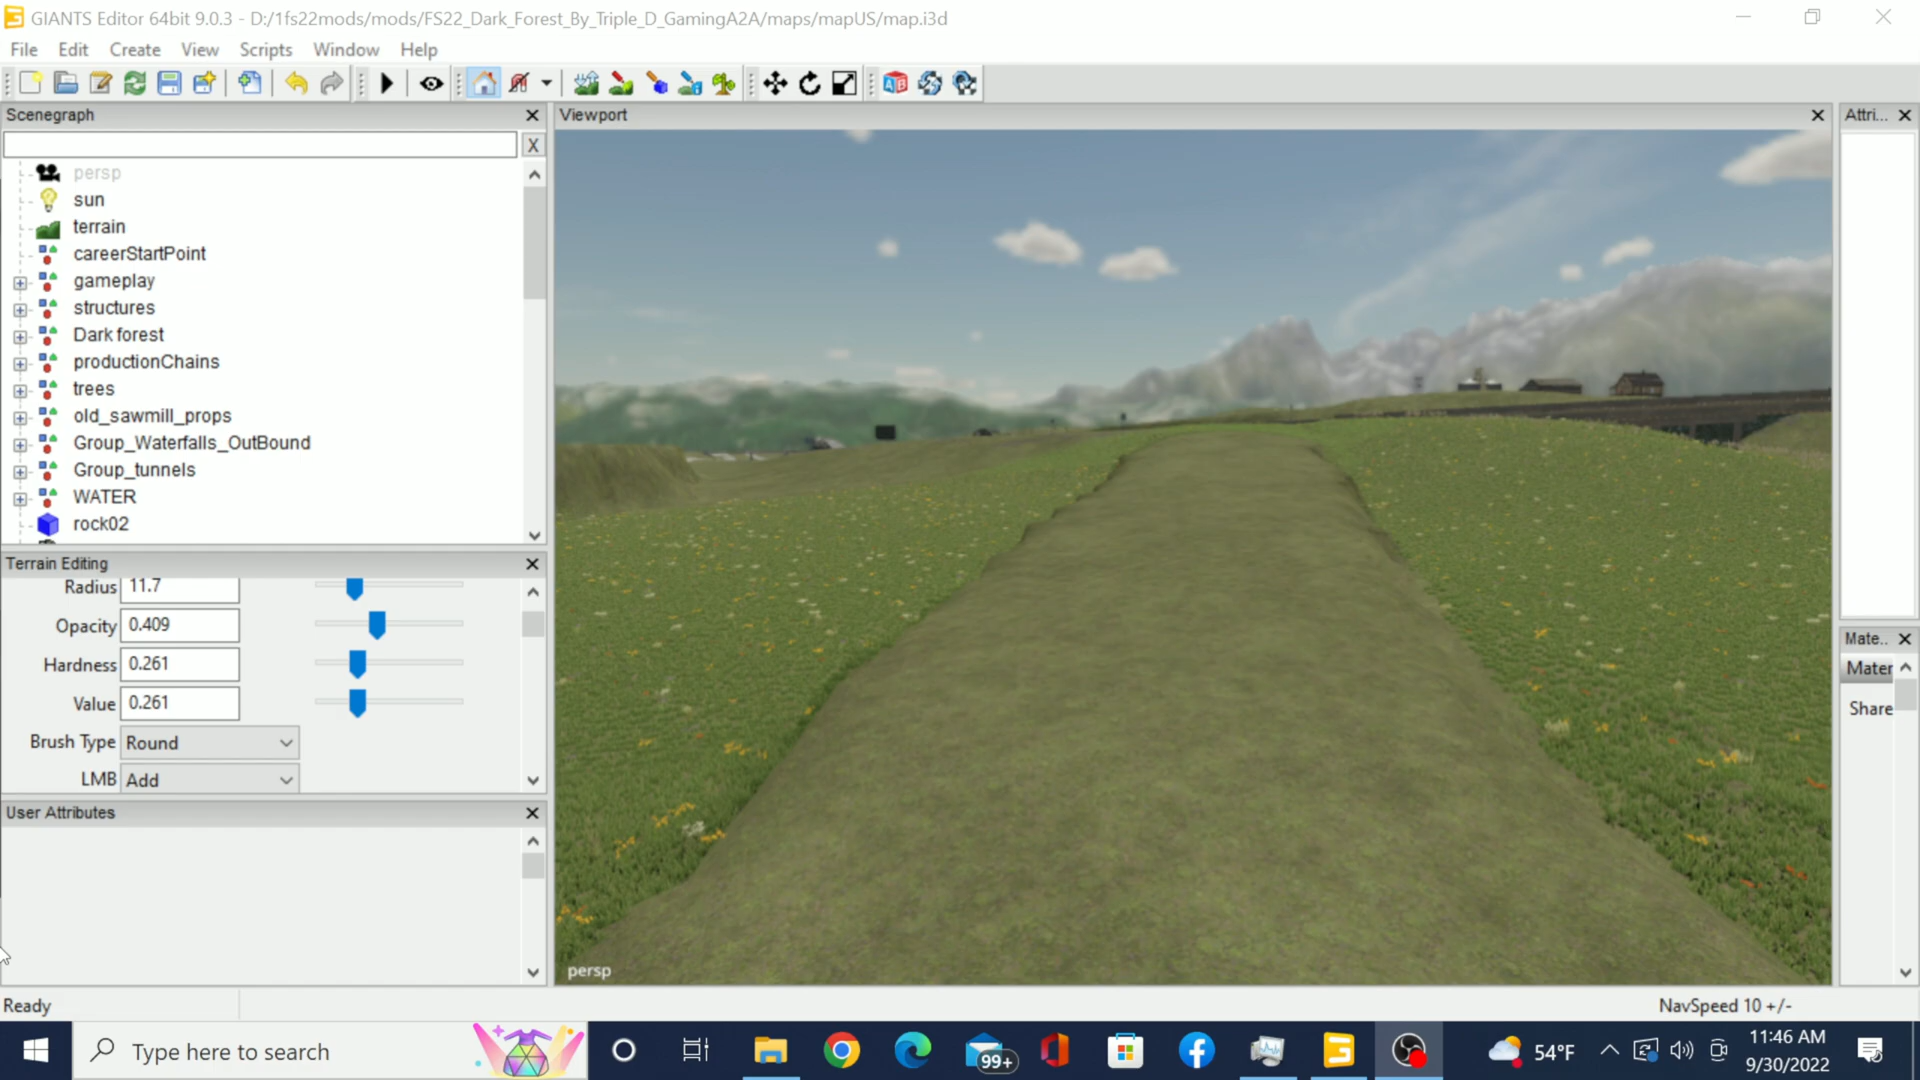 GIANTS Editor 64bit 9.0.3 - D:/1fs22mods/mods/FS22_Dark_Forest_By_Triple_D_GamingA2A/maps/mapUS/map.i3d
File Edit Create View Scripts Window Help
Scenegraph
X
persp
sun
terrain
careerStartPoint
gameplay
structures
Dark forest
productionChains
trees
old_sawmill_props
Group_Waterfalls_OutBound
Group_tunnels
WATER
rock02
Terrain Editing
Radius 11.7
Opacity 0.409
Hardness 0.261
Value 0.261
Brush Type Round
LMB Add
User Attributes
Viewport
persp
Attri...
Mate..
Mater
Share
Ready
NavSpeed 10 +/-
Type here to search
99+
54°F
11:46 AM
9/30/2022